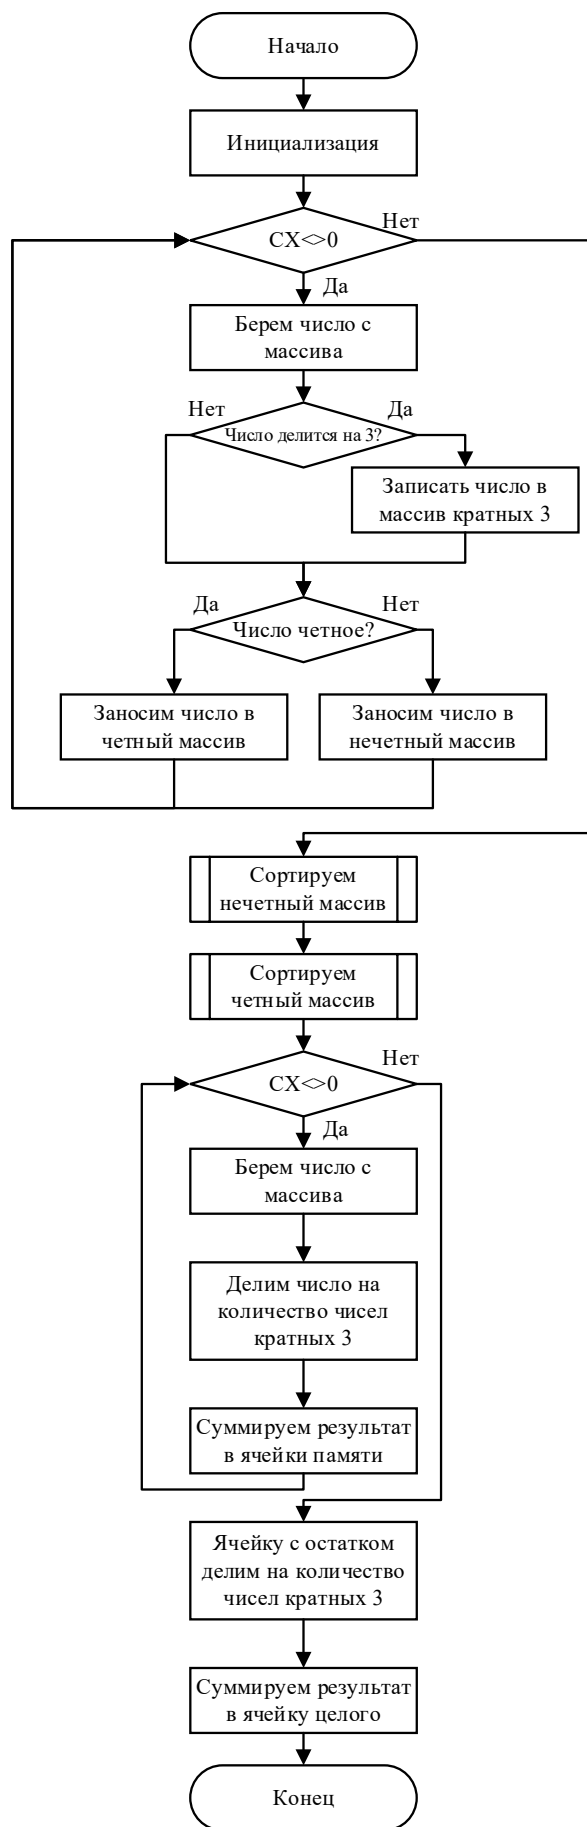 Начало
Инициализация
CX<>0
Нет
Да
Берем число с
массива
Нет
Да
Число делится на 3?
Записать число в
массив кратных 3
Да
Нет
Число четное?
Заносим число в
четный массив
Заносим число в
нечетный массив
Сортируем
нечетный массив
Сортируем
четный массив
Нет
CX<>0
Да
Берем число с
массива
Делим число на
количество чисел
кратных 3
Суммируем результат
в ячейки памяти
Ячейку с остатком
делим на количество
чисел кратных 3
Суммируем результат
в ячейку целого
Конец